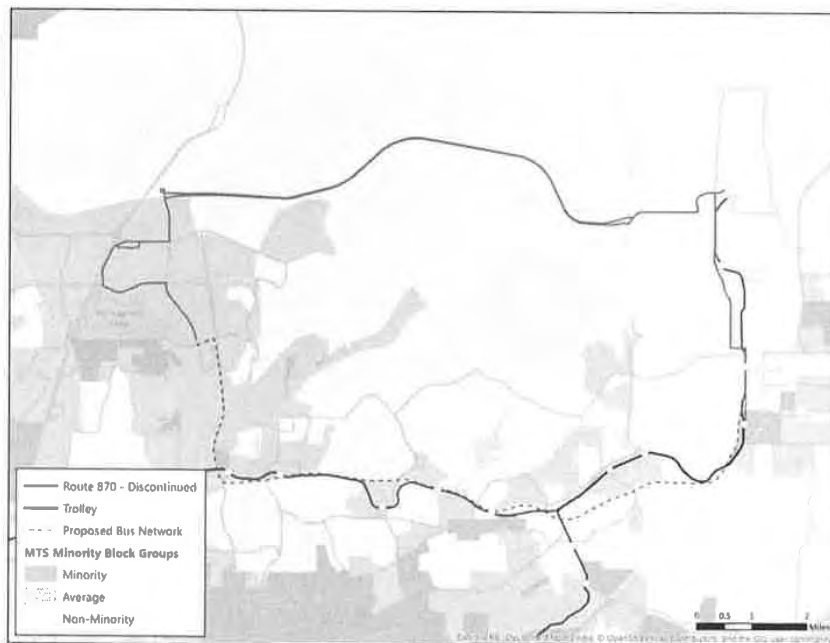 Route 870 - Discontinued
Trolley
Proposed Bus Network
MTS Minority Block Groups
Minority
Average
Non-Minority
0 0.5 1 2
Miles